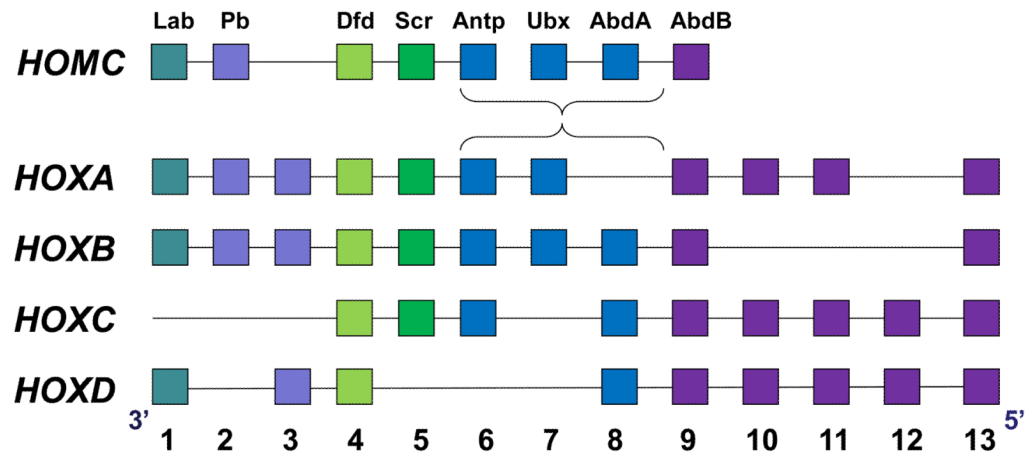 Lab Pb Dfd Scr Antp Ubx AbdA AbdB
HOMC
HOXA
HOXB
HOXC
HOXD
3’ 5’
1 2 3 4 5 6 7 8 9 10 11 12 13